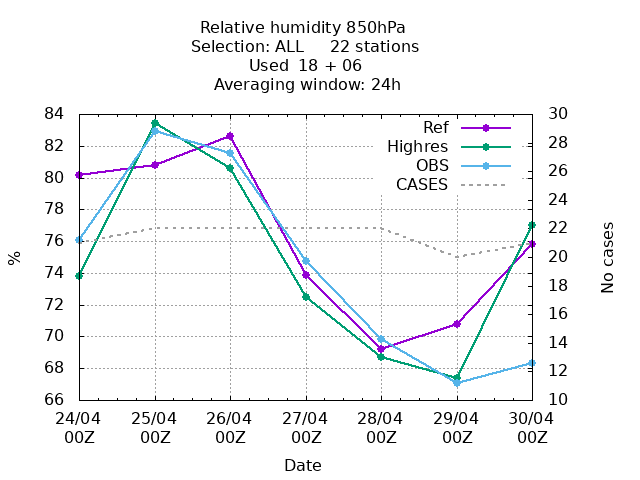 Relative humidity 850hPa
Selection: ALL     22 stations
Used  18 + 06
Averaging window: 24h
84
82
80
78
76
74
72
70
68
66
30
28
26
24
22
20
18
16
14
12
10
Ref
Highres
OBS
CASES
%
No cases
24/04 25/04 26/04 27/04 28/04 29/04 30/04
00Z 00Z 00Z 00Z 00Z 00Z 00Z
Date